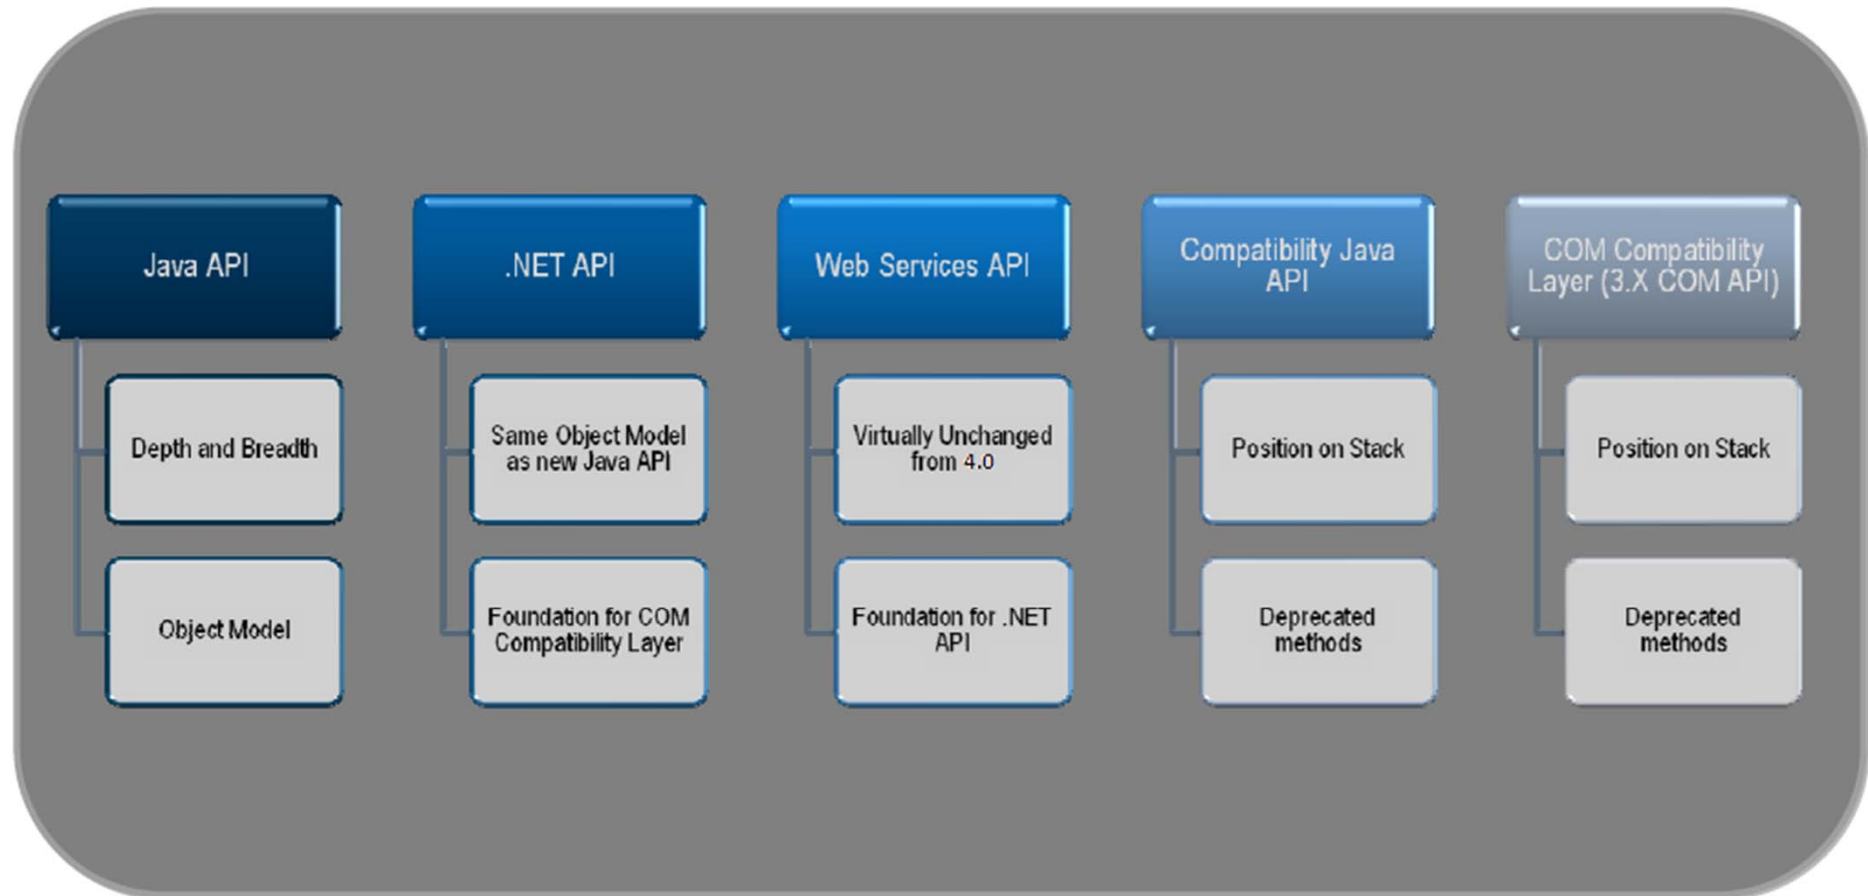 Java API
Depth and Breadth
Object Model
.NET API
Same Object Model
as new Java API
Foundation for COM
Compatibility Layer
Web Services API
Virtually Unchanged
from 4.0
Foundation for .NET
API
Compatibility Java
API
Position on Stack
Deprecated
methods
COM Compatibility
Layer (3.X COM API)
Position on Stack
Deprecated
methods